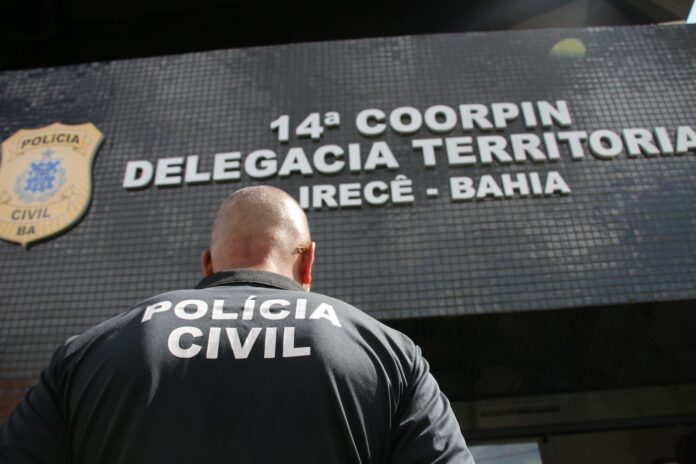 14ª COORPIN
DELEGACIA TERRITORIA
IRECÊ - BAHIA
POLÍCIA
CIVIL
BA
POLÍCIA
CIVIL